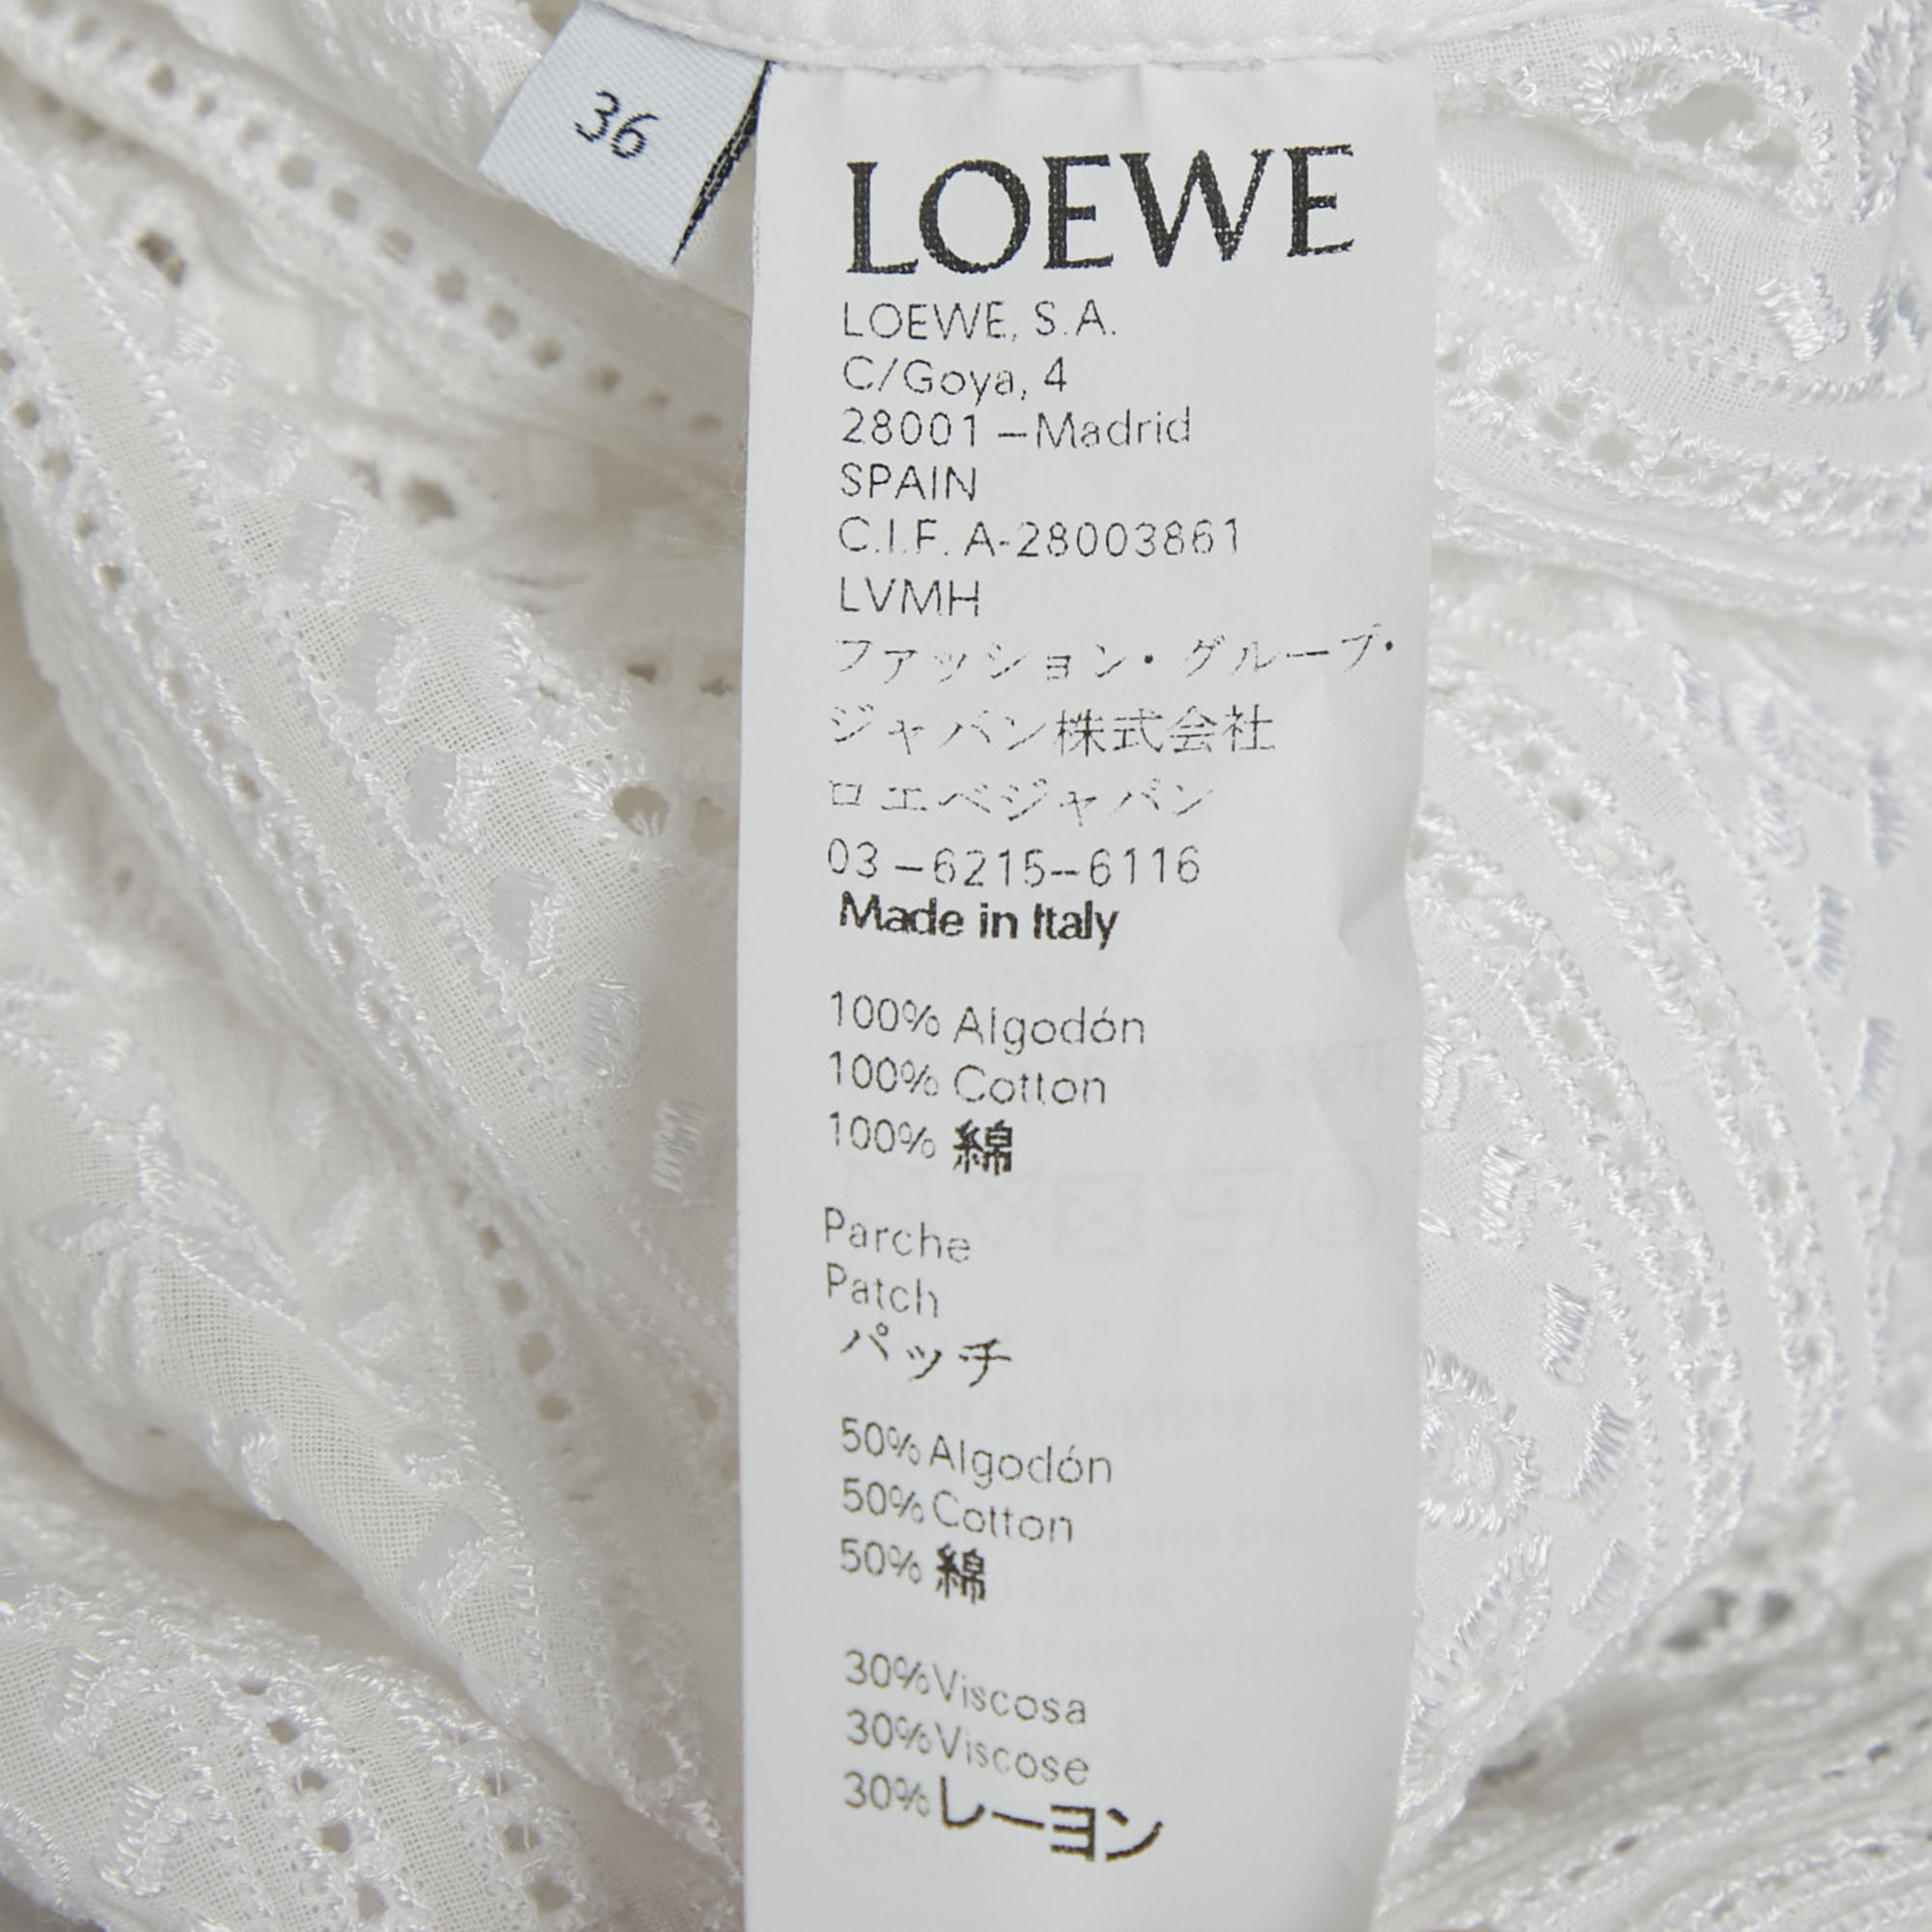 36
LOEWE
LOEWE, S.A.
C/Goya, 4
28001 –Madrid
SPAIN
C.I.F. A-28003861
LVMH
ファッション・グループ・
ジャパン株式会社
ロエベジャパン
03–6215–6116
Made in Italy
100% Algodón
100% Cotton
100% 綿
Parche
Patch
パッチ
50% Algodón
50% Cotton
50% 綿
30% Viscosa
30% Viscose
30% レーヨン